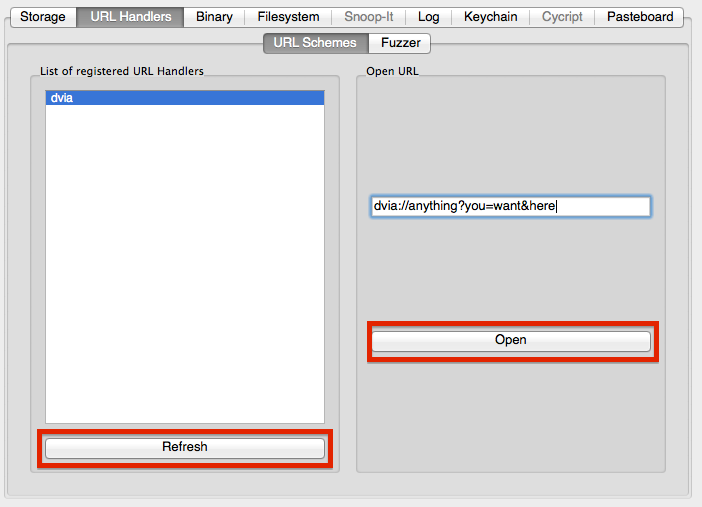 Storage URL Handlers Binary Filesystem Snoop-It Log Keychain Cycript Pasteboard
URL Schemes Fuzzer
List of registered URL Handlers
dvia
Refresh
Open URL
dvia://anything?you=want&here
Open